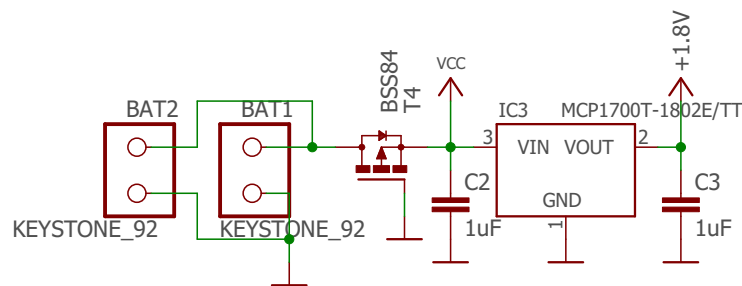 BAT2
BAT1
BSS84
T4
VCC
+1.8V
IC3
MCP1700T-1802E/TT
3
VIN
VOUT
2
GND
1
C2
1uF
C3
1uF
KEYSTONE_92
KEYSTONE_92